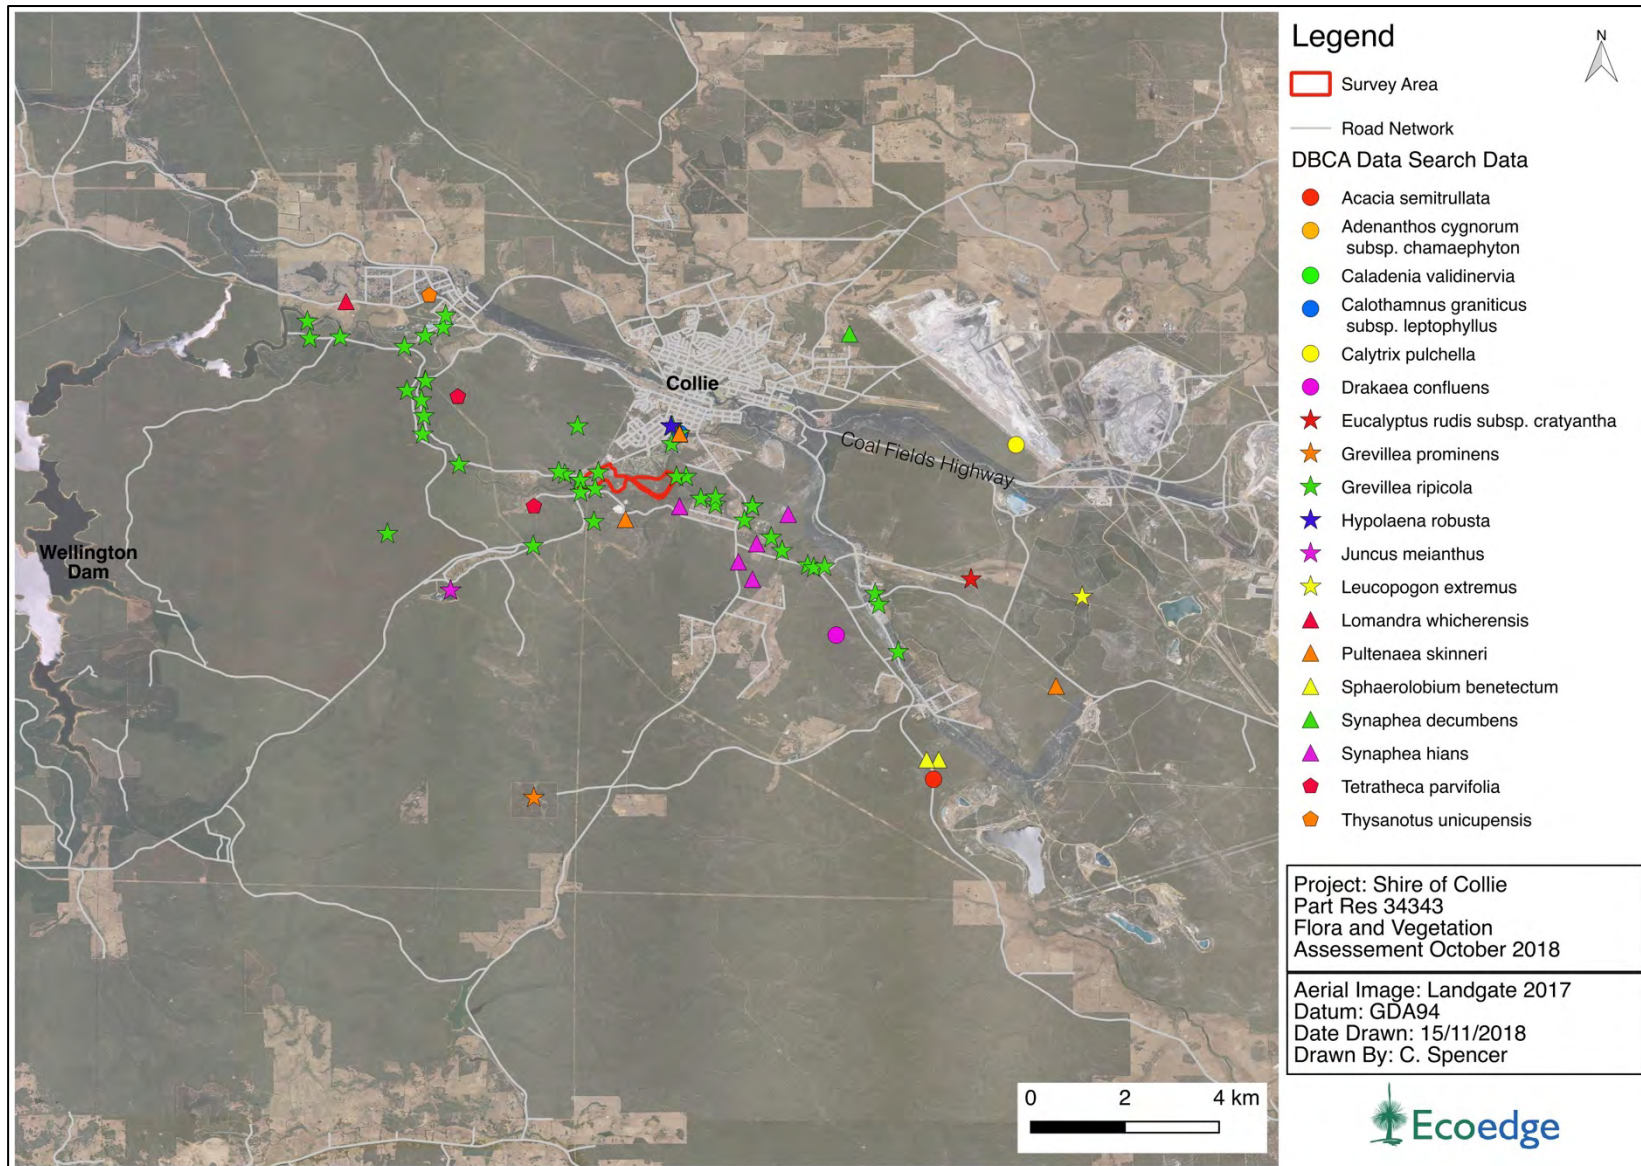 Legend
N
Survey Area
Road Network
DBCA Data Search Data
Acacia semitrullata
Adenanthos cygnorum
subsp. chamaephyton
Caladenia validinervia
Calothamnus graniticus
subsp. leptophyllus
Calytrix pulchella
Drakaea confluens
Eucalyptus rudis subsp. cratyantha
Grevillea prominens
Grevillea ripicola
Hypolaena robusta
Juncus meianthus
Leucopogon extremus
Lomandra whicherensis
Pultenaea skinneri
Sphaerolobium benetectum
Synaphea decumbens
Synaphea hians
Tetratheca parvifolia
Thysanotus unicupensis
Collie
Coal Fields Highway
Wellington
Dam
0 2 4 km
Project: Shire of Collie
Part Res 34343
Flora and Vegetation
Assessement October 2018
Aerial Image: Landgate 2017
Datum: GDA94
Date Drawn: 15/11/2018
Drawn By: C. Spencer
Ecoedge